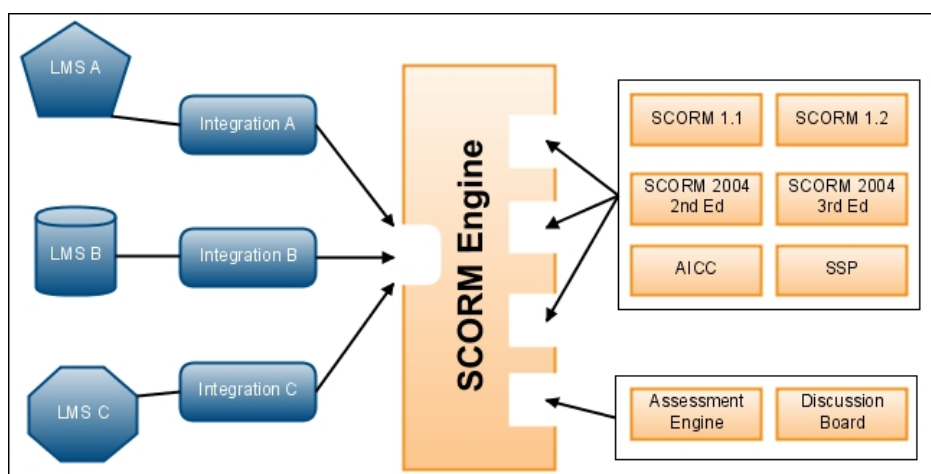 LMS A
Integration A
LMS B
Integration B
LMS C
Integration C
SCORM Engine
SCORM 1.1
SCORM 1.2
SCORM 2004
2nd Ed
SCORM 2004
3rd Ed
AICC
SSP
Assessment
Engine
Discussion
Board